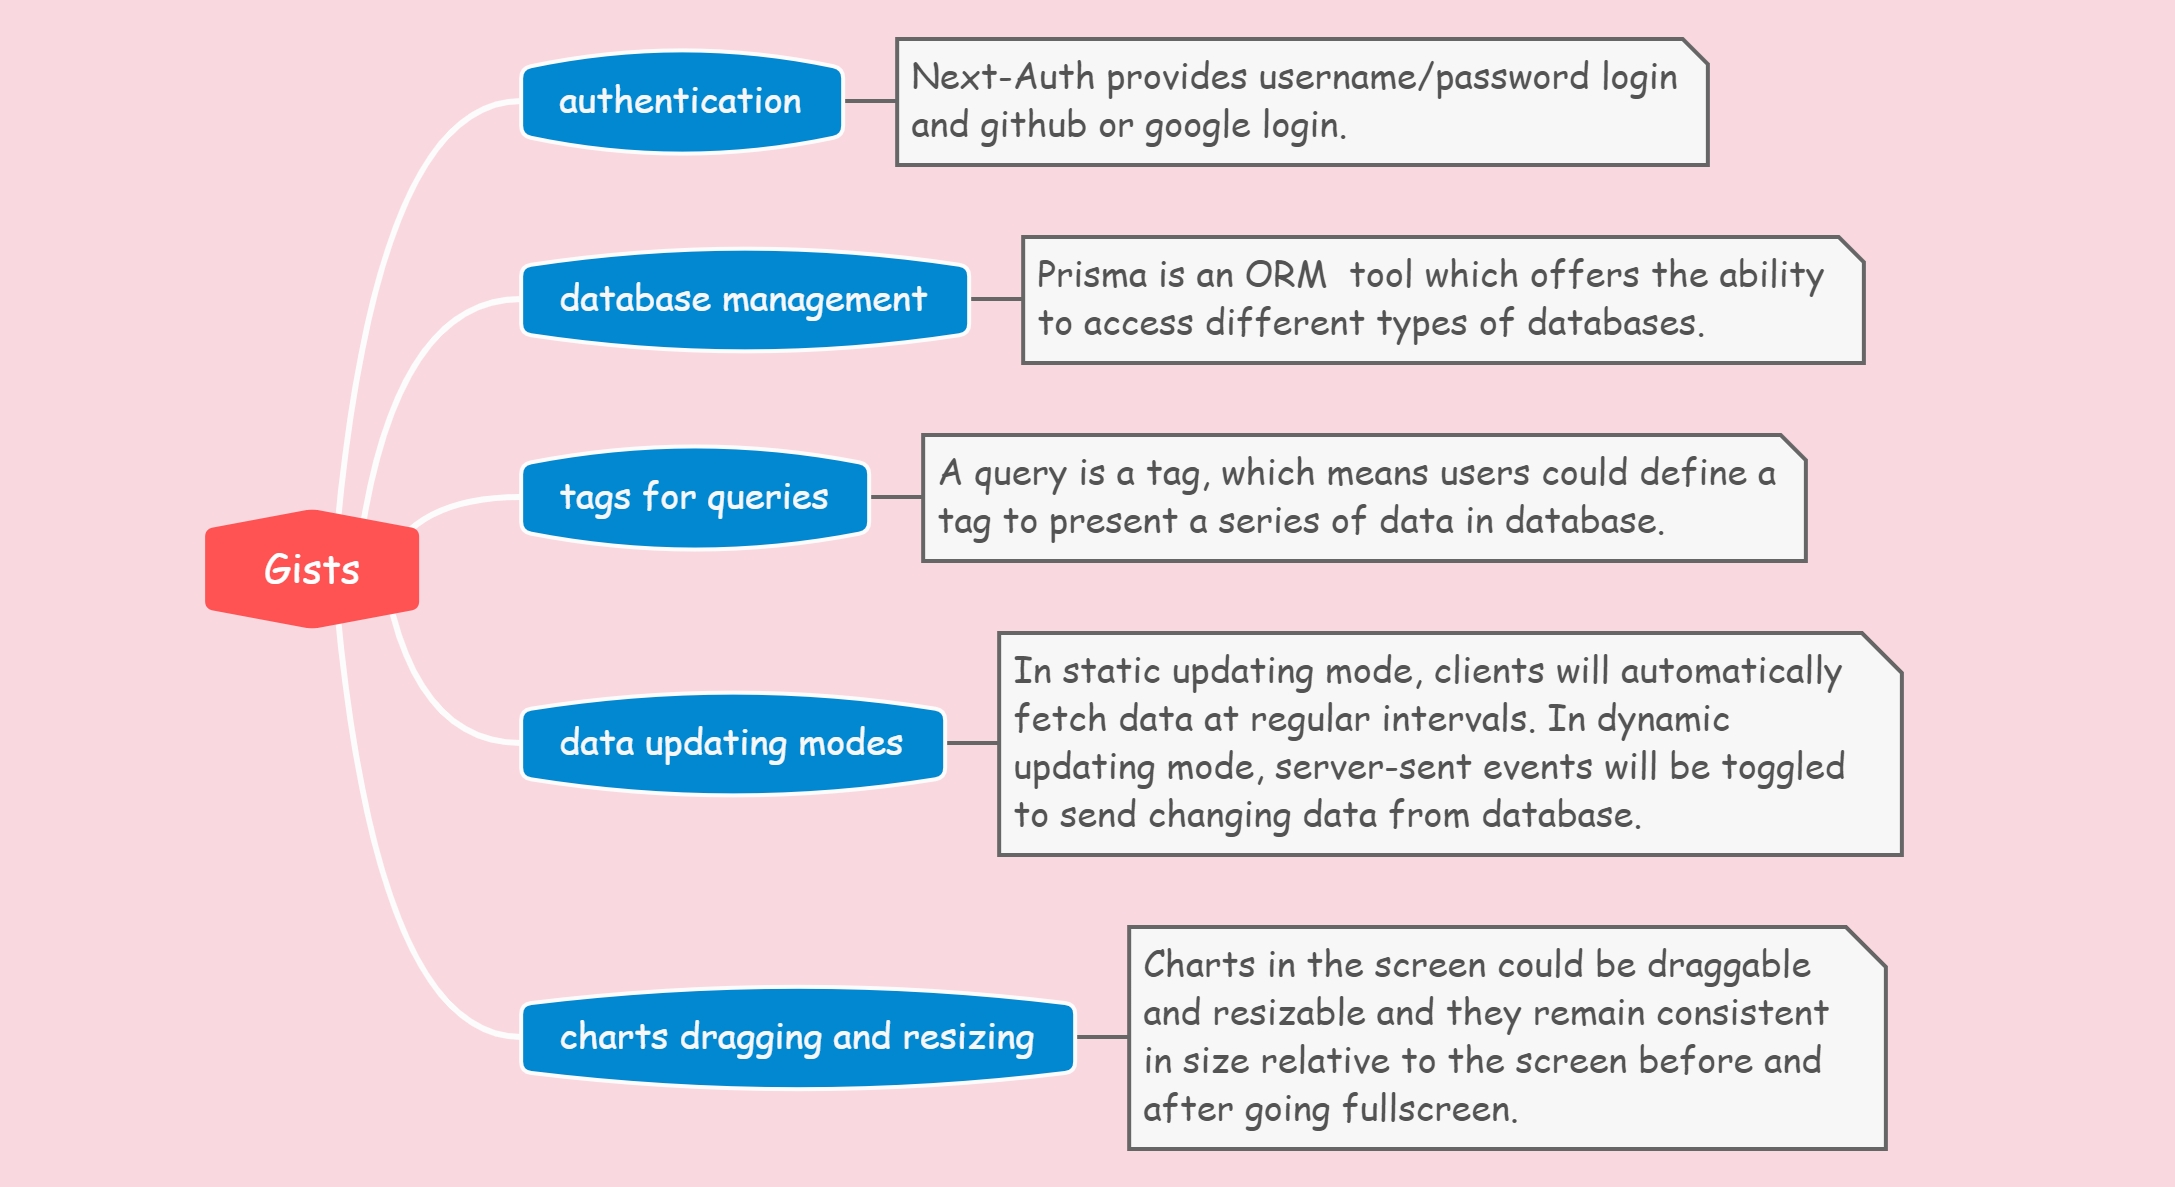 authentication
Next-Auth provides username/password login
and github or google login.
database management
Prisma is an ORM  tool which offers the ability
to access different types of databases.
tags for queries
A query is a tag, which means users could define a
tag to present a series of data in database.
Gists
data updating modes
In static updating mode, clients will automatically
fetch data at regular intervals. In dynamic
updating mode, server-sent events will be toggled
to send changing data from database.
charts dragging and resizing
Charts in the screen could be draggable
and resizable and they remain consistent
in size relative to the screen before and
after going fullscreen.